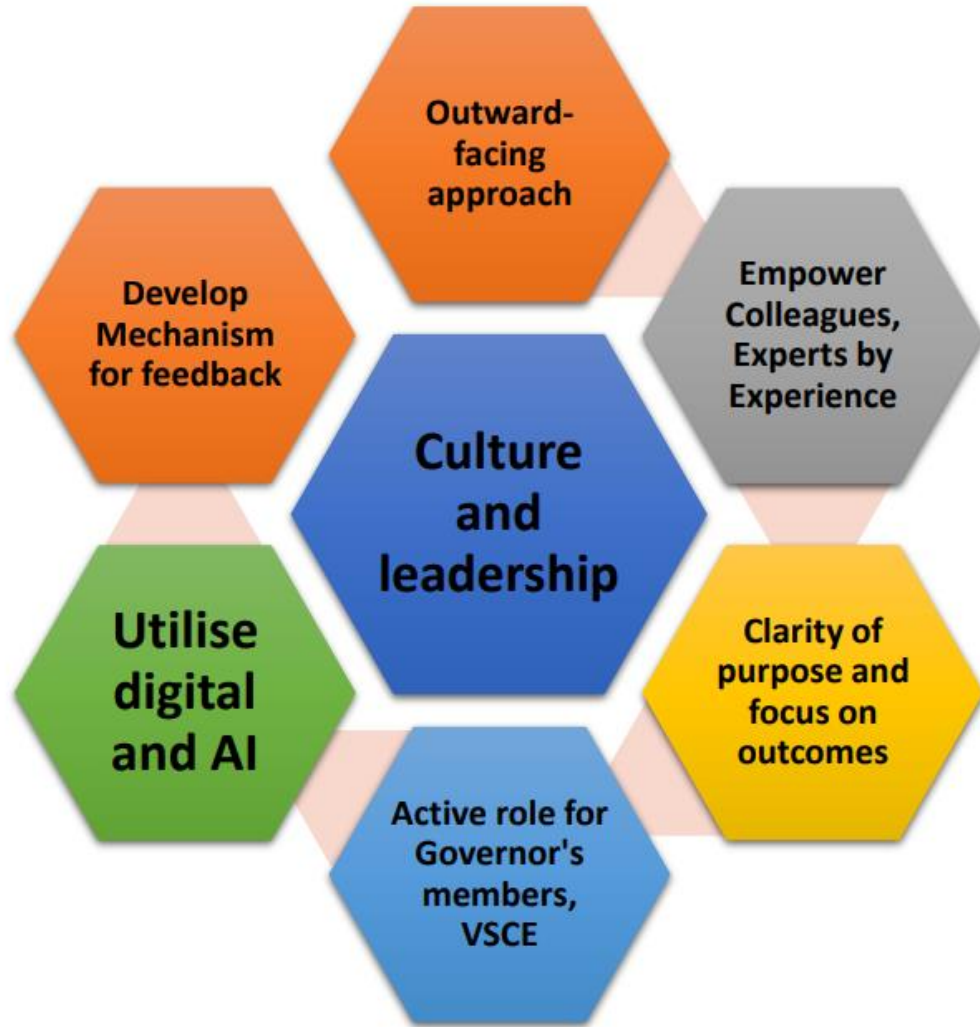 Outward-
facing
approach
Empower
Colleagues,
Experts by
Experience
Clarity of
purpose and
focus on
outcomes
Active role for
Governor's
members,
VSCE
Utilise
digital
and AI
Develop
Mechanism
for feedback
Culture
and
leadership